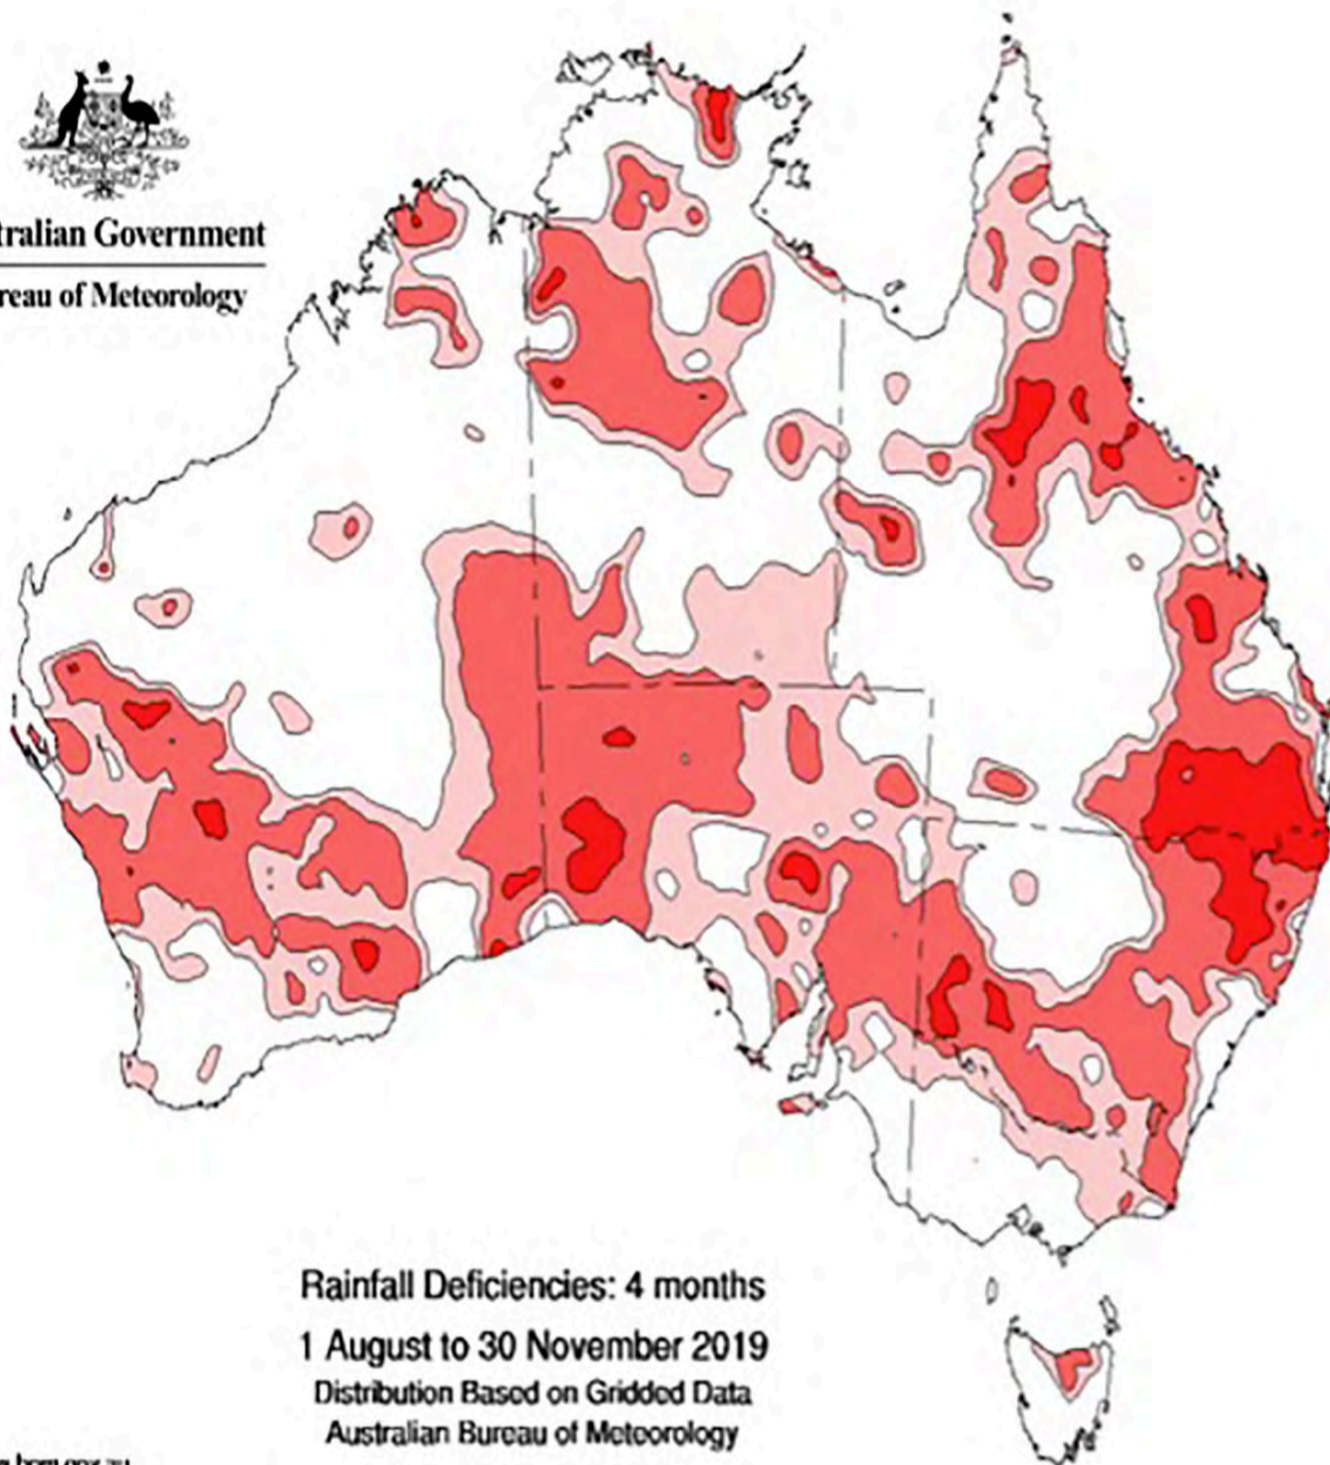 tralian Government
reau of Meteorology
Rainfall Deficiencies: 4 months
1 August to 30 November 2019
Distribution Based on Gridded Data
Australian Bureau of Meteorology